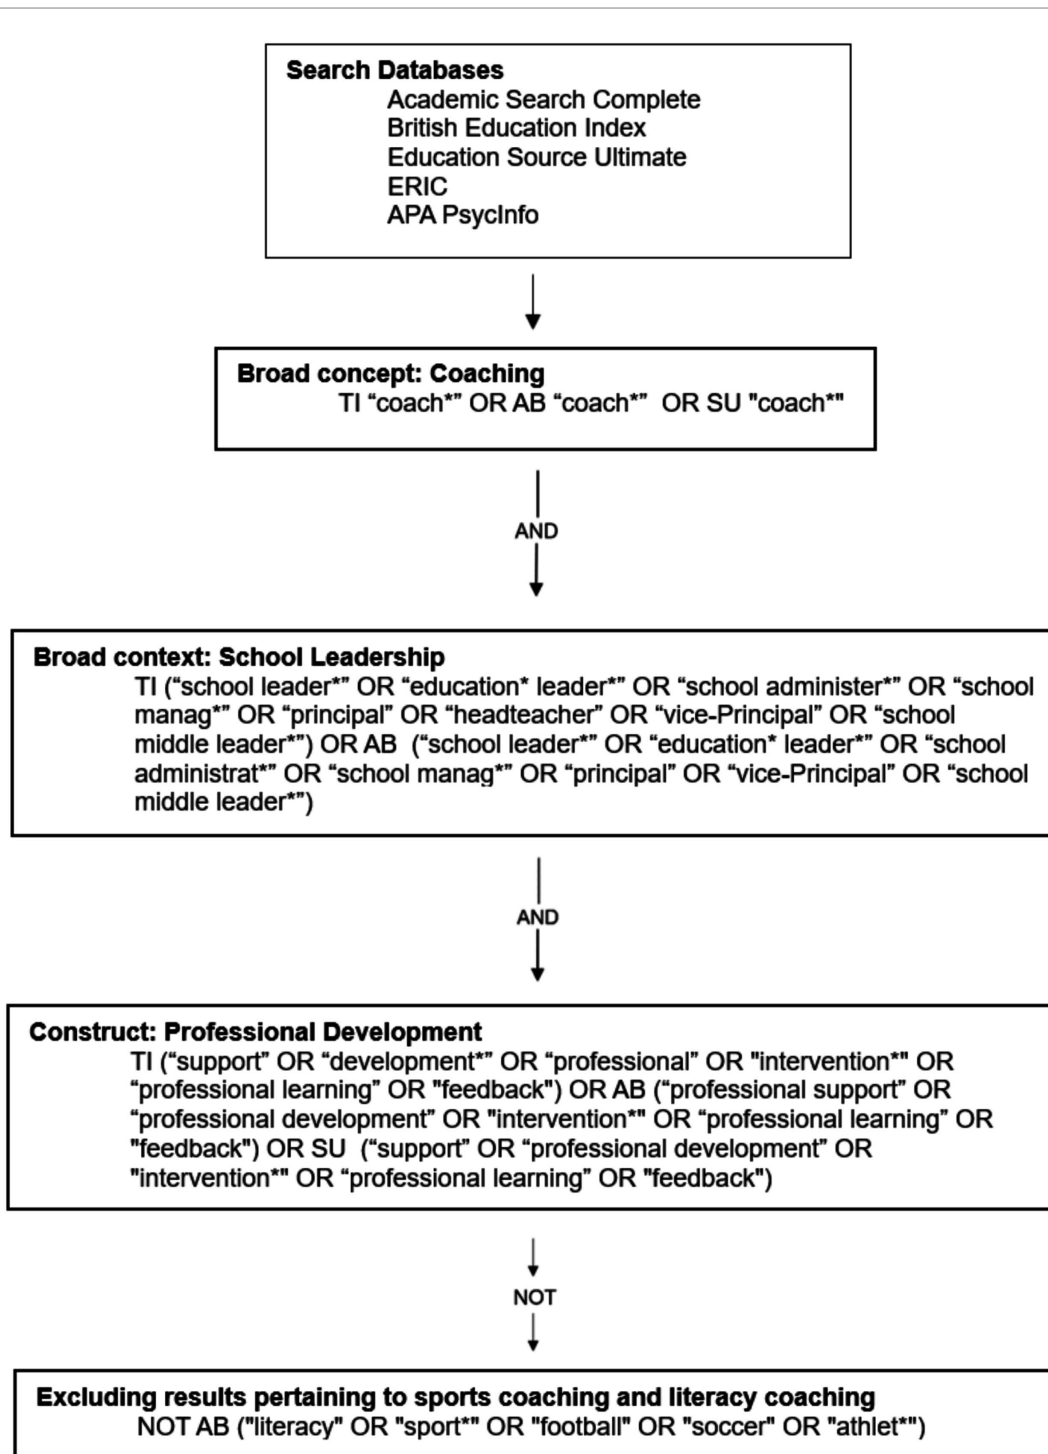 Search Databases
Academic Search Complete
British Education Index
Education Source Ultimate
ERIC
APA PsycInfo
Broad concept: Coaching
TI “coach*” OR AB “coach*”  OR SU "coach*"
AND
Broad context: School Leadership
TI (“school leader*” OR “education* leader*” OR “school administer*” OR “school
manag*” OR “principal” OR “headteacher” OR “vice-Principal” OR “school
middle leader*”) OR AB  (“school leader*” OR “education* leader*” OR “school
administrat*” OR “school manag*” OR “principal” OR “vice-Principal” OR “school
middle leader*”)
AND
Construct: Professional Development
TI (“support” OR “development*” OR “professional” OR "intervention*" OR
“professional learning” OR "feedback") OR AB (“professional support” OR
“professional development” OR "intervention*" OR “professional learning” OR
"feedback") OR SU  (“support” OR “professional development” OR
"intervention*" OR “professional learning” OR "feedback")
NOT
Excluding results pertaining to sports coaching and literacy coaching
NOT AB ("literacy" OR "sport*" OR "football" OR "soccer" OR "athlet*")